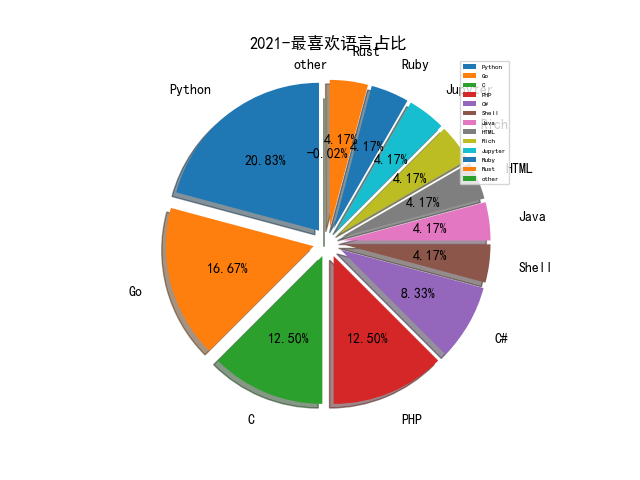 2021-最喜欢语言占比
Rust
other
Ruby
Python
Jupyter
Rich
HTML
Java
Shell
C#
PHP
C
Go
20.83%
16.67%
12.50%
12.50%
8.33%
4.17%
4.17%
4.17%
4.17%
4.17%
4.17%
4.17%
-0.02%
Python
Go
C
PHP
C#
Shell
Java
HTML
Rich
Jupyter
Ruby
Rust
other